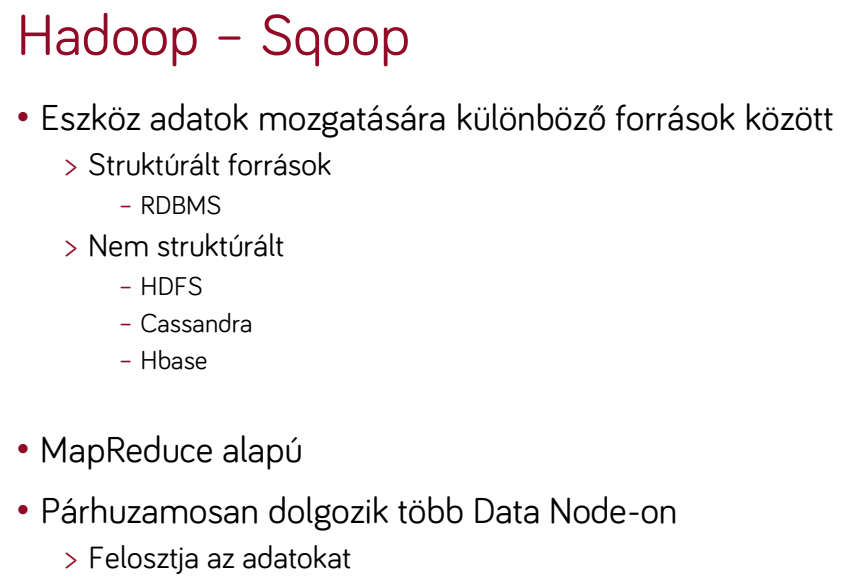 Hadoop – Sqoop
• Eszköz adatok mozgatására különböző források között
> Struktúrált források
– RDBMS
> Nem struktúrált
– HDFS
– Cassandra
– Hbase
• MapReduce alapú
• Párhuzamosan dolgozik több Data Node-on
> Felosztja az adatokat